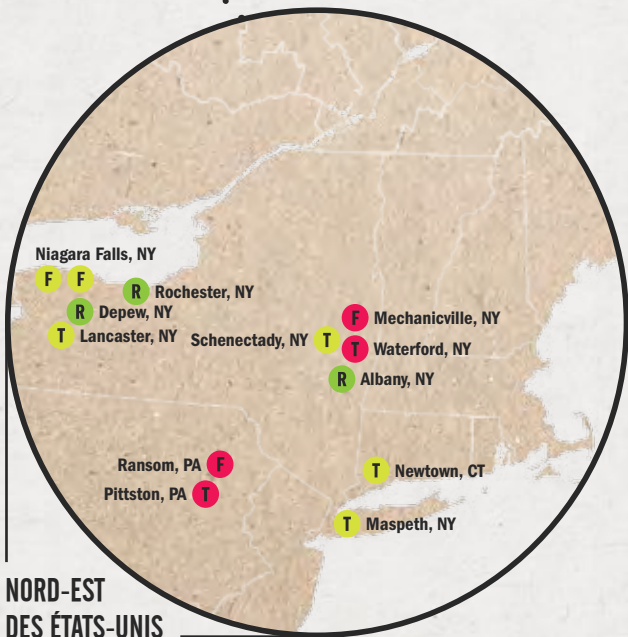 Niagara Falls, NY
F F
R Rochester, NY
R Depew, NY
T Lancaster, NY
F Mechanicville, NY
Schenectady, NY T
T Waterford, NY
R Albany, NY
Ransom, PA F
Pittston, PA T
T Newtown, CT
T Maspeth, NY
NORD-EST
DES ÉTATS-UNIS